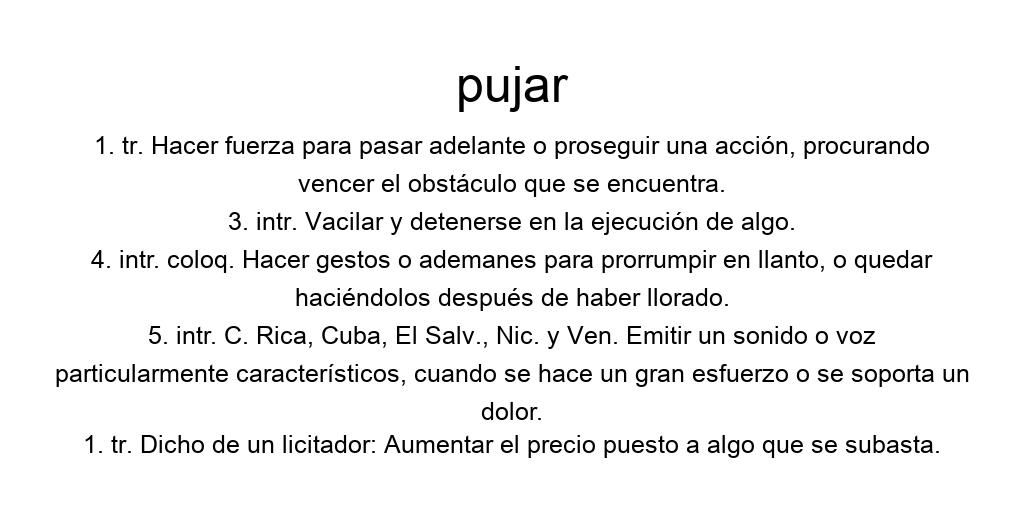 pujar
1. tr. Hacer fuerza para pasar adelante o proseguir una acción, procurando
vencer el obstáculo que se encuentra.
3. intr. Vacilar y detenerse en la ejecución de algo.
4. intr. coloq. Hacer gestos o ademanes para prorrumpir en llanto, o quedar
haciéndolos después de haber llorado.
5. intr. C. Rica, Cuba, El Salv., Nic. y Ven. Emitir un sonido o voz
particularmente característicos, cuando se hace un gran esfuerzo o se soporta un
dolor.
1. tr. Dicho de un licitador: Aumentar el precio puesto a algo que se subasta.